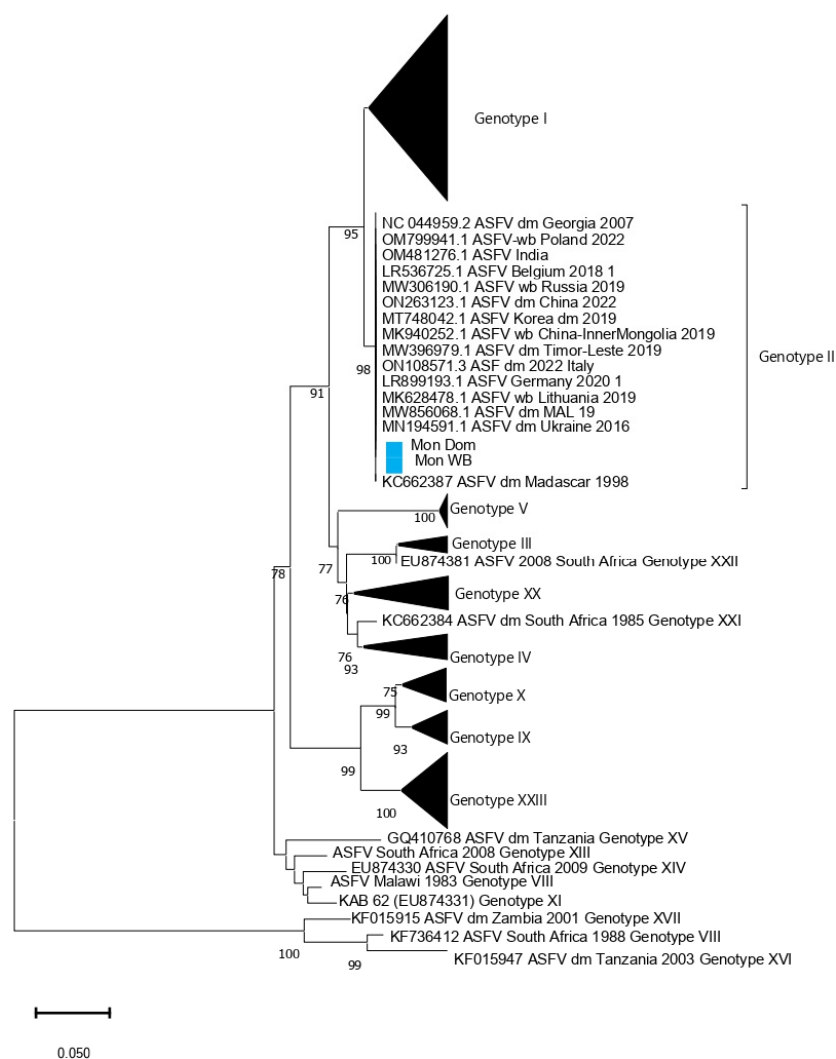 Genotype I
95
NC 044959.2 ASFV dm Georgia 2007
OM799941.1 ASFV-wb Poland 2022
OM481276.1 ASFV India
LR536725.1 ASFV Belgium 2018 1
MW306190.1 ASFV wb Russia 2019
ON263123.1 ASFV dm China 2022
MT748042.1 ASFV Korea dm 2019
MK940252.1 ASFV wb China-InnerMongolia 2019
MW396979.1 ASFV dm Timor-Leste 2019
Genotype II
ON108571.3 ASF dm 2022 Italy
98
LR899193.1 ASFV Germany 2020 1
91
MK628478.1 ASFV wb Lithuania 2019
MW856068.1 ASFV dm MAL 19
MN194591.1 ASFV dm Ukraine 2016
Mon Dom
Mon WB
KC662387 ASFV dm Madascar 1998
Genotype V
100
Genotype III
100
EU874381 ASFV 2008 South Africa Genotype XXII
77
78
Genotype XX
76
KC662384 ASFV dm South Africa 1985 Genotype XXI
76
Genotype IV
93
75
Genotype X
99
Genotype IX
93
99
Genotype XXIII
100
GQ410768 ASFV dm Tanzania Genotype XV
ASFV South Africa 2008 Genotype XIII
EU874330 ASFV South Africa 2009 Genotype XIV
ASFV Malawi 1983 Genotype VIII
KAB 62 (EU874331) Genotype XI
KF015915 ASFV dm Zambia 2001 Genotype XVII
KF736412 ASFV South Africa 1988 Genotype VIII
100
KF015947 ASFV dm Tanzania 2003 Genotype XVI
99
0.050